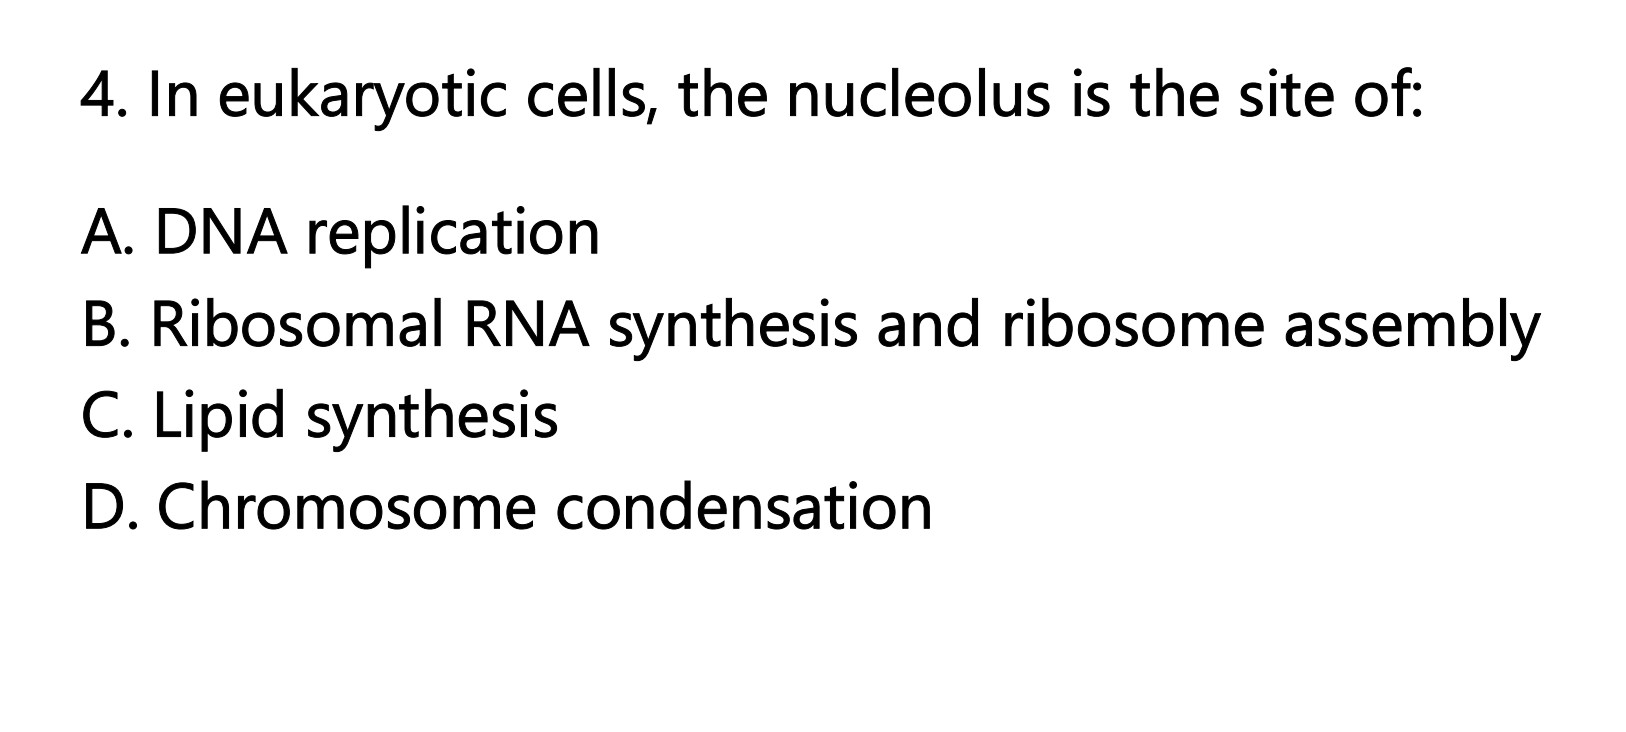 4. In eukaryotic cells, the nucleolus is the site of:
A. DNA replication
B. Ribosomal RNA synthesis and ribosome assembly
C. Lipid synthesis
D. Chromosome condensation